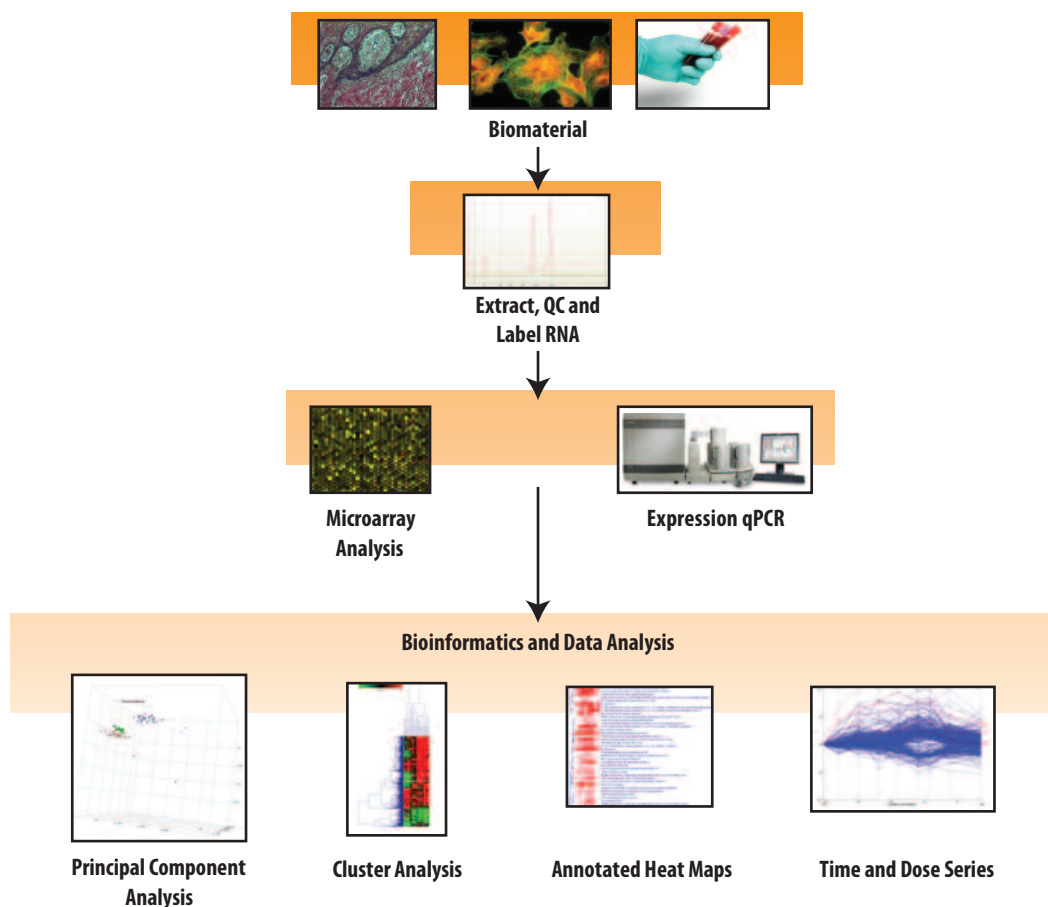 Biomaterial
Extract, QC and
Label RNA
Microarray
Analysis
Expression qPCR
Bioinformatics and Data Analysis
Principal Component
Analysis
Cluster Analysis
Annotated Heat Maps
Time and Dose Series